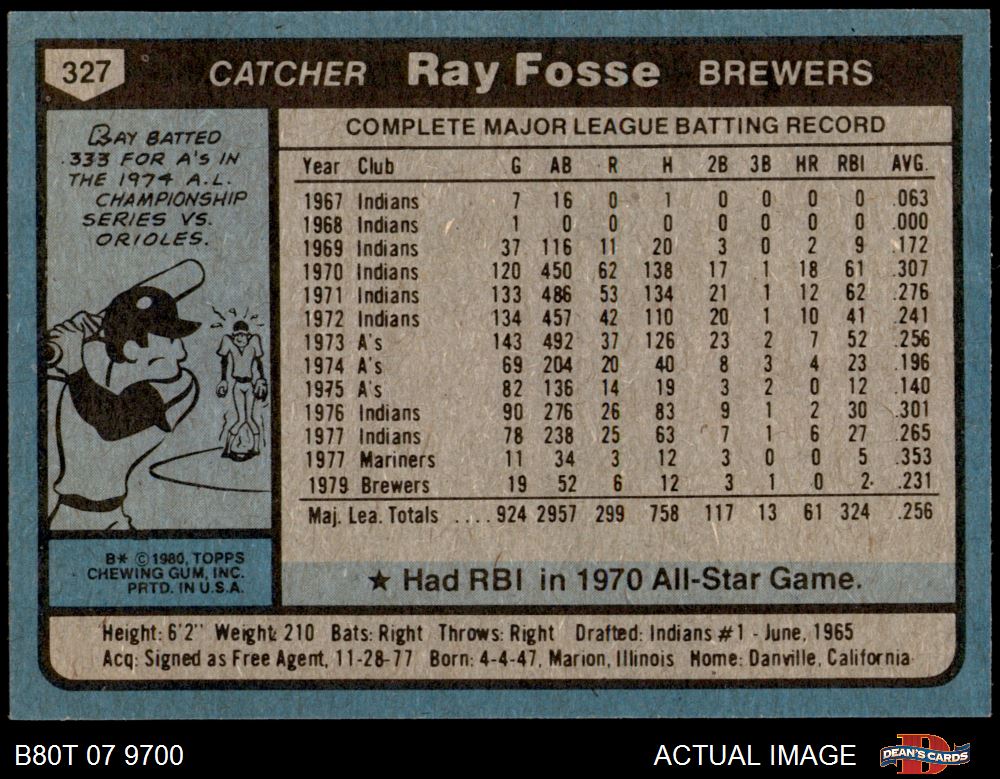 327 CATCHER Ray Fosse BREWERS
RAY BATTED
.333 FOR A's IN
THE 1974 A.L.
CHAMPIONSHIP
SERIES VS.
ORIOLES.
COMPLETE MAJOR LEAGUE BATTING RECORD
Year Club G AB R H 2B 3B HR RBI AVG.
1967 Indians 7 16 0 1 0 0 0 0 .063
1968 Indians 1 0 0 0 0 0 0 0 .000
1969 Indians 37 116 11 20 3 0 2 9 .172
1970 Indians 120 450 62 138 17 1 18 61 .307
1971 Indians 133 486 53 134 21 1 12 62 .276
1972 Indians 134 457 42 110 20 1 10 41 .241
1973 A's 143 492 37 126 23 2 7 52 .256
1974 A's 69 204 20 40 8 3 4 23 .196
1975 A's 82 136 14 19 3 2 0 12 .140
1976 Indians 90 276 26 83 9 1 2 30 .301
1977 Indians 78 238 25 63 7 1 6 27 .265
1977 Mariners 11 34 3 12 3 0 0 5 .353
1979 Brewers 19 52 6 12 3 1 0 2 .231
Maj. Lea. Totals ....924 2957 299 758 117 13 61 324 .256
B* © 1980, TOPPS
CHEWING GUM, INC.
PRTD. IN U.S.A.
★ Had RBI in 1970 All-Star Game.
Height: 6'2" Weight: 210 Bats: Right Throws: Right Drafted: Indians #1 - June, 1965
Acq: Signed as Free Agent, 11-28-77 Born: 4-4-47, Marion, Illinois Home: Danville, California
B80T 07 9700 ACTUAL IMAGE D DEAN'S CARDS